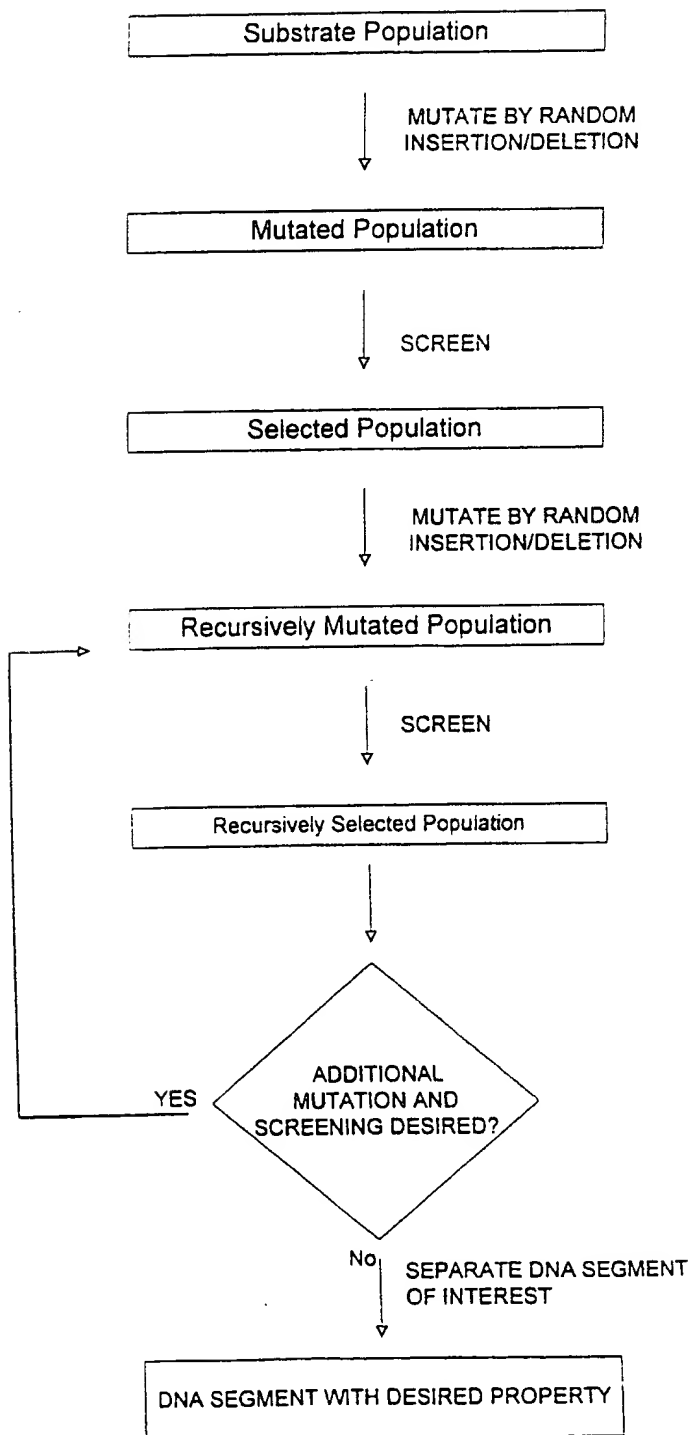 Substrate Population
MUTATE BY RANDOM
INSERTION/DELETION
Mutated Population
SCREEN
Selected Population
MUTATE BY RANDOM
INSERTION/DELETION
Recursively Mutated Population
SCREEN
Recursively Selected Population
YES
ADDITIONAL
MUTATION AND
SCREENING DESIRED?
No
SEPARATE DNA SEGMENT
OF INTEREST
DNA SEGMENT WITH DESIRED PROPERTY